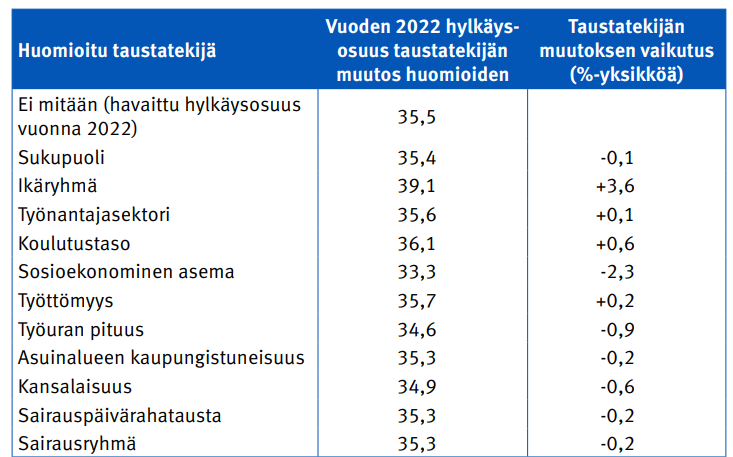 Huomioitu taustatekijä
Vuoden 2022 hylkäys-
osuus taustatekijän
muutos huomioiden
Taustatekijän
muutoksen vaikutus
(%-yksikköä)
Ei mitään (havaittu hylkäysosuus
vuonna 2022) 35,5
Sukupuoli 35,4 -0,1
Ikäryhmä 39,1 +3,6
Työnantajasektori 35,6 +0,1
Koulutustaso 36,1 +0,6
Sosioekonominen asema 33,3 -2,3
Työttömyys 35,7 +0,2
Työuran pituus 34,6 -0,9
Asuinalueen kaupungistuneisuus 35,3 -0,2
Kansalaisuus 34,9 -0,6
Sairauspäivärahatausta 35,3 -0,2
Sairausryhmä 35,3 -0,2